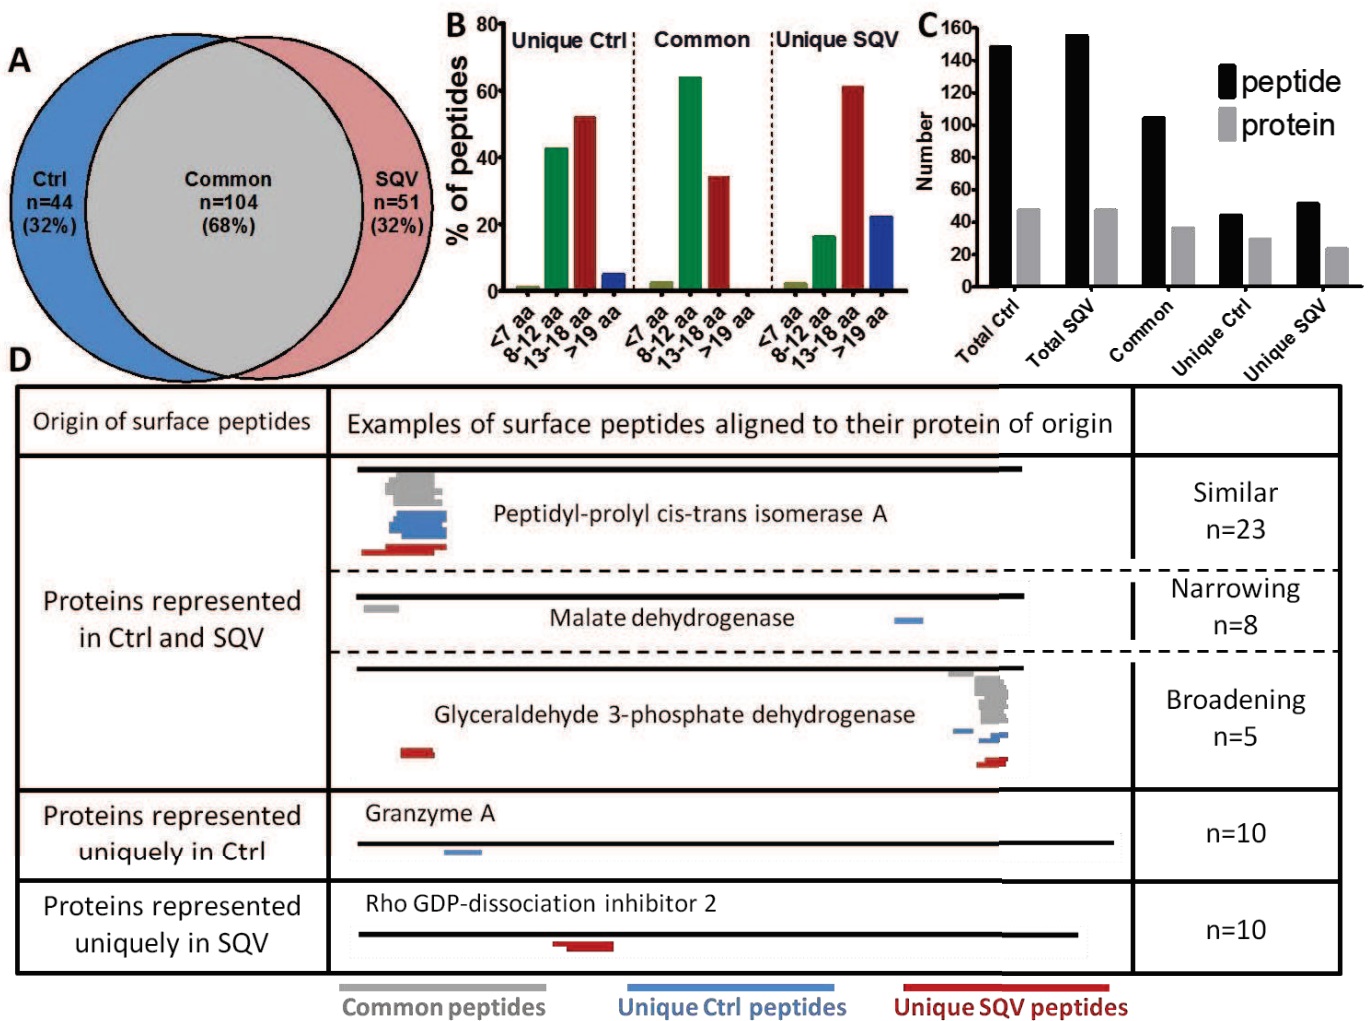 A
Ctrl
n=44
(32%)
Common
n=104
(68%)
SQV
n=51
(32%)
B
% of peptides
80
60
40
20
0
Unique Ctrl
Common
Unique SQV
<7 aa
8-12 aa
13-18 aa
>19 aa
<7 aa
8-12 aa
13-18 aa
>19 aa
<7 aa
8-12 aa
13-18 aa
>19 aa
C
Number
160
140
120
100
80
60
40
20
0
peptide
protein
Total Ctrl
Total SQV
Common
Unique Ctrl
Unique SQV
D
Origin of surface peptides
Examples of surface peptides aligned to their protein of origin
Proteins represented
in Ctrl and SQV
Peptidyl-prolyl cis-trans isomerase A
Similar
n=23
Malate dehydrogenase
Narrowing
n=8
Glyceraldehyde 3-phosphate dehydrogenase
Broadening
n=5
Proteins represented
uniquely in Ctrl
Granzyme A
n=10
Proteins represented
uniquely in SQV
Rho GDP-dissociation inhibitor 2
n=10
Common peptides
Unique Ctrl peptides
Unique SQV peptides